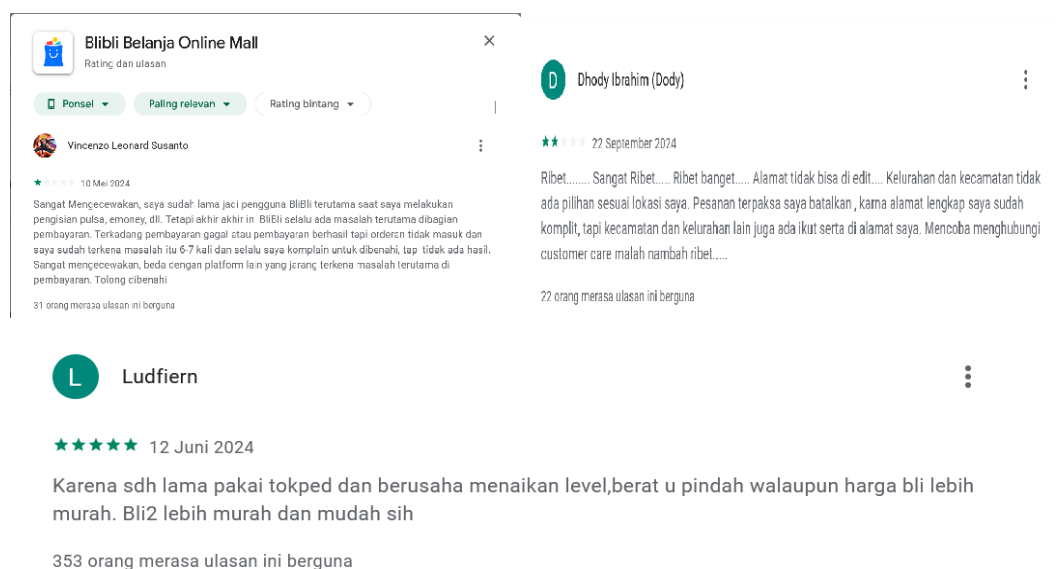 Blibli Belanja Online Mall
Rating dan ulasan
Ponsel
Paling relevan
Rating bintang
Vincenzo Leonard Susanto
10 Mei 2024
Sangat Mengecewakan, saya sudah lama jaci pengguna BliBli terutama saat saya melakukan
pengisian pulsa, emoney, dll. Tetapi akhir akhir in BliBli selalu ada masalah terutama dibagian
pembayaran. Terkadang pembayaran gagal atau pembayaran berhasil tapi orderan tidak masuk dan
saya sudah terkena masalah itu 6-7 kali dan selalu saya komplain untuk dibenahi, tap tidak ada hasil.
Sangat mengecewakan, beda cengan platform lain yang jarang terkena masalah terutama di
pembayaran. Tolong cibenahi
31 orang merasa ulasan ini berguna
D
Dhody Ibrahim (Dody)
22 September 2024
Ribet........ Sangat Ribet..... Ribet banget..... Alamat tidak bisa di edit.... Kelurahan dan kecamatan tidak
ada pilihan sesuai lokasi saya. Pesanan terpaksa saya batalkan , karna alamat lengkap saya sudah
komplit, tapi kecamatan dan kelurahan lain juga ada ikut serta di alamat saya. Mencoba menghubungi
customer care malah nambah ribet.....
22 orang merasa ulasan ini berguna
L
Ludfiern
12 Juni 2024
Karena sdh lama pakai tokped dan berusaha menaikan level,berat u pindah walaupun harga bli lebih
murah. Bli2 lebih murah dan mudah sih
353 orang merasa ulasan ini berguna